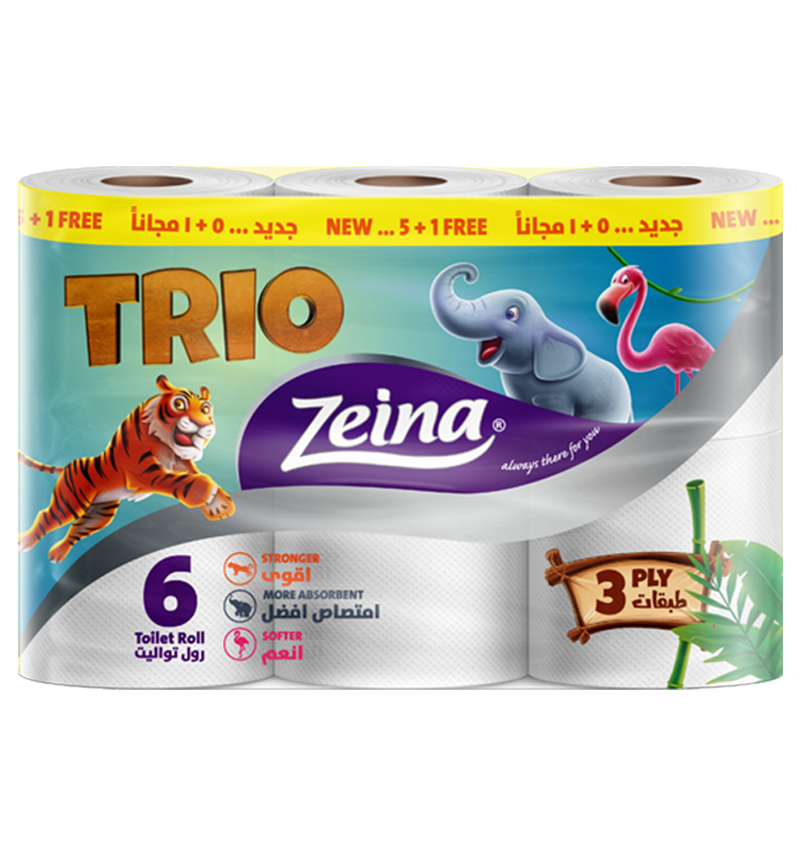 5 + 1 FREE جديد ... ٥ + ١ مجاناً NEW ... 5 + 1 FREE جديد ... ٥ + ١ مجاناً NEW ...
TRIO
Zeina®
always there for you
6
Toilet Roll
رول تواليت
STRONGER
اقوى
MORE ABSORBENT
امتصاص افضل
SOFTER
انعم
3 PLY
طبقات